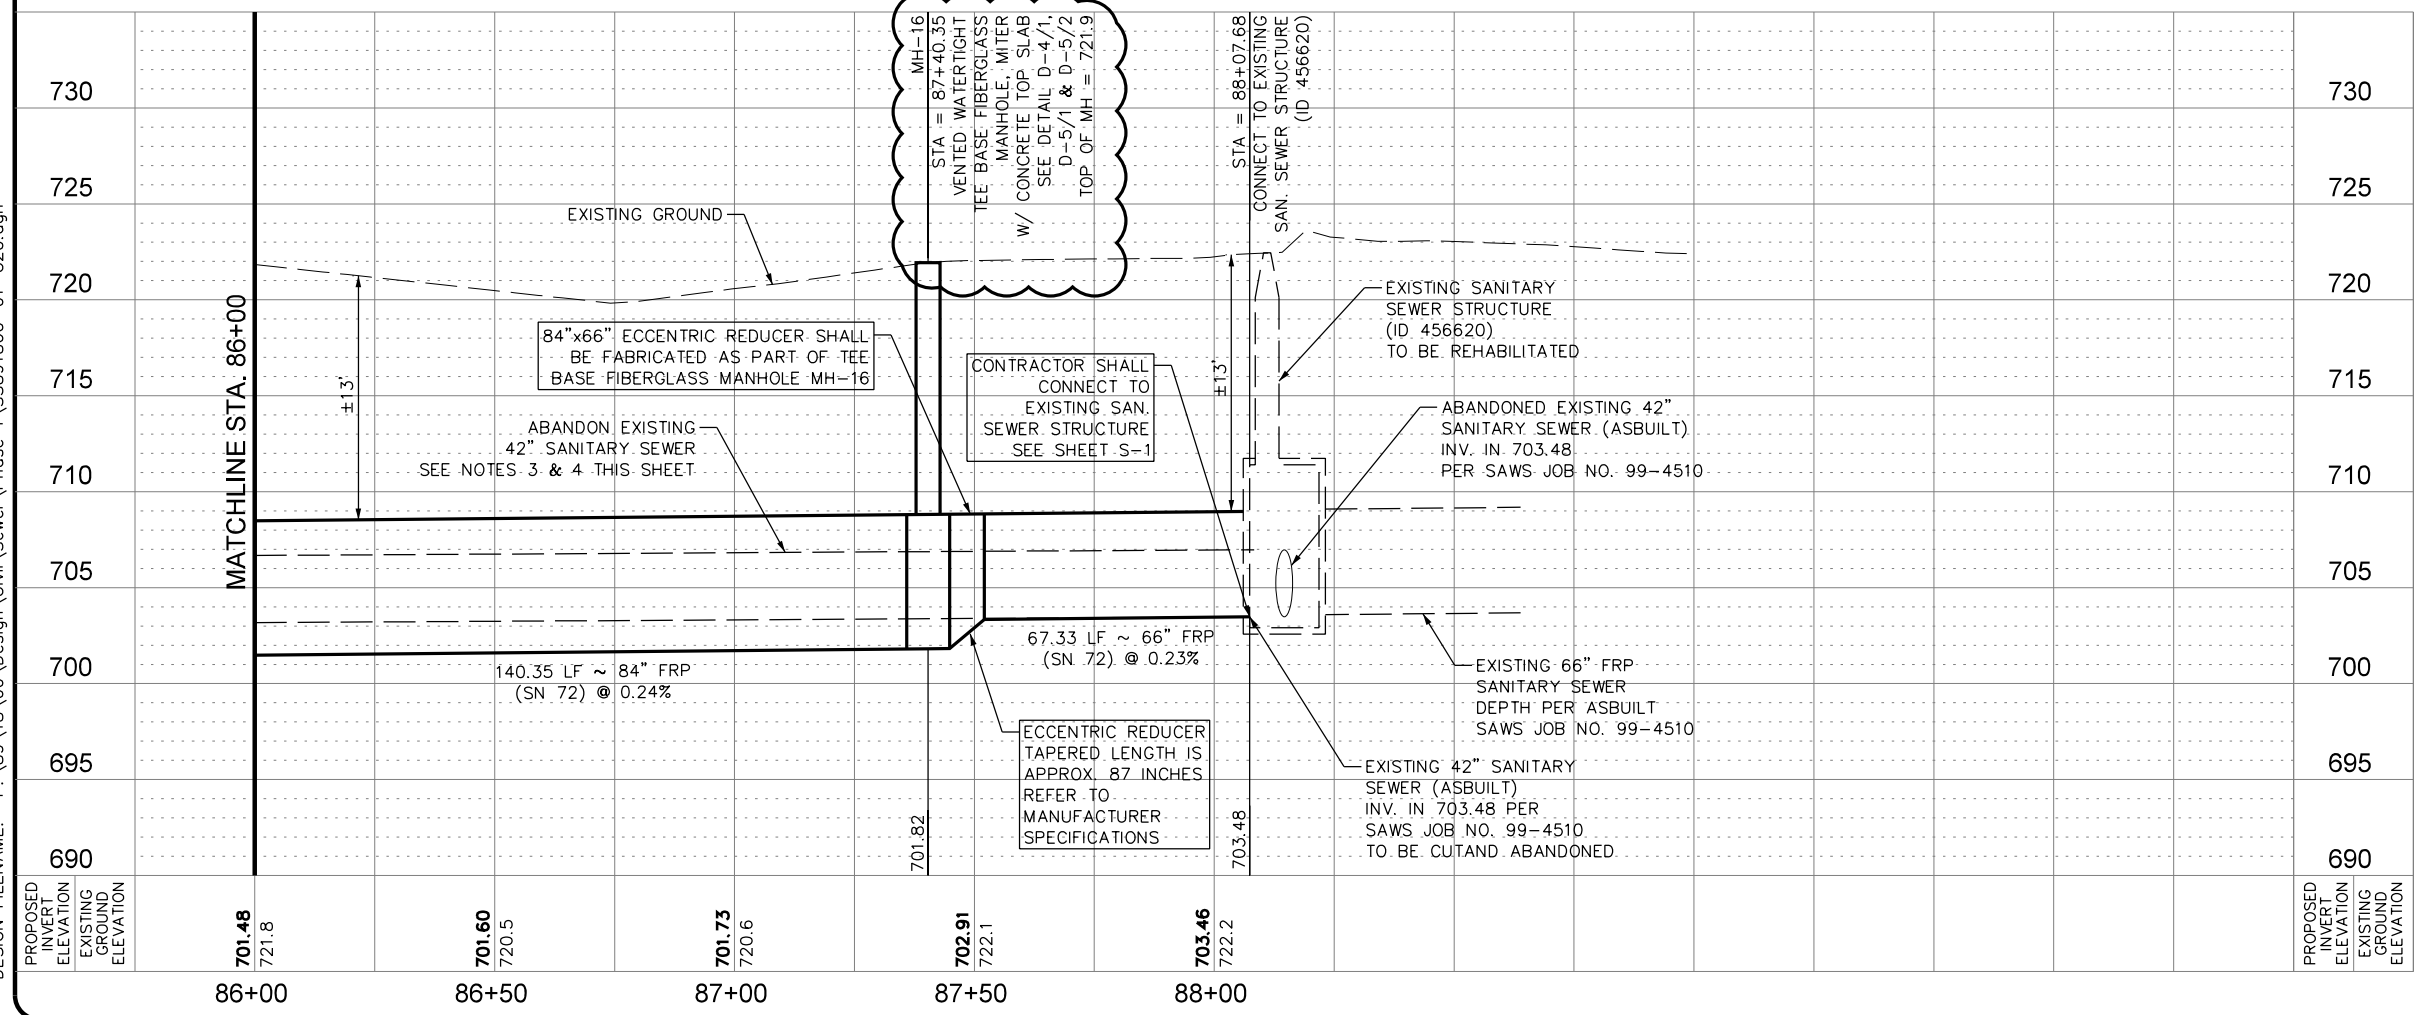 MH-16
STA = 87+40.35
VENTED WATERTIGHT
TEE BASE FIBERGLASS
MANHOLE, MITER
W/ CONCRETE TOP SLAB
SEE DETAIL D-4/1,
D-5/1 & D-5/2
TOP OF MH = 721.9
STA = 88+07.68
CONNECT TO EXISTING
SAN. SEWER STRUCTURE
(ID 456620)
730
730
725
725
720
720
715
715
710
710
705
705
700
700
695
695
690
690
MATCHLINE STA. 86+00
EXISTING GROUND
±13'
84"x66" ECCENTRIC REDUCER SHALL
BE FABRICATED AS PART OF TEE
BASE FIBERGLASS MANHOLE MH-16
ABANDON EXISTING
42" SANITARY SEWER
SEE NOTES 3 & 4 THIS SHEET
CONTRACTOR SHALL
CONNECT TO
EXISTING SAN.
SEWER STRUCTURE
SEE SHEET S-1
±13'
EXISTING SANITARY
SEWER STRUCTURE
(ID 456620)
TO BE REHABILITATED
ABANDONED EXISTING 42"
SANITARY SEWER (ASBUILT)
INV. IN 703.48
PER SAWS JOB NO. 99-4510
140.35 LF ~ 84" FRP
(SN 72) @ 0.24%
67.33 LF ~ 66" FRP
(SN 72) @ 0.23%
EXISTING 66" FRP
SANITARY SEWER
DEPTH PER ASBUILT
SAWS JOB NO. 99-4510
ECCENTRIC REDUCER
TAPERED LENGTH IS
APPROX. 87 INCHES
REFER TO
MANUFACTURER
SPECIFICATIONS
EXISTING 42" SANITARY
SEWER (ASBUILT)
INV. IN 703.48 PER
SAWS JOB NO. 99-4510
TO BE CUTAND ABANDONED
701.82
703.48
PROPOSED
INVERT
ELEVATION
EXISTING
GROUND
ELEVATION
701.48
721.8
701.60
720.5
701.73
720.6
702.91
722.1
703.46
722.2
PROPOSED
INVERT
ELEVATION
EXISTING
GROUND
ELEVATION
86+00
86+50
87+00
87+50
88+00